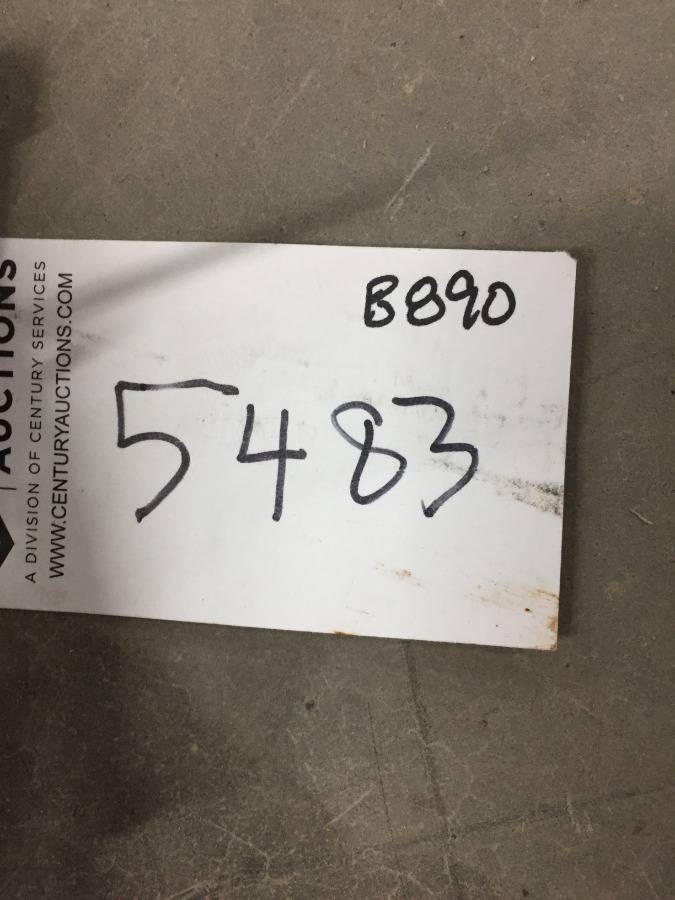 AUCTIONS
A DIVISION OF CENTURY SERVICES
WWW.CENTURYAUCTIONS.COM
B890
5483